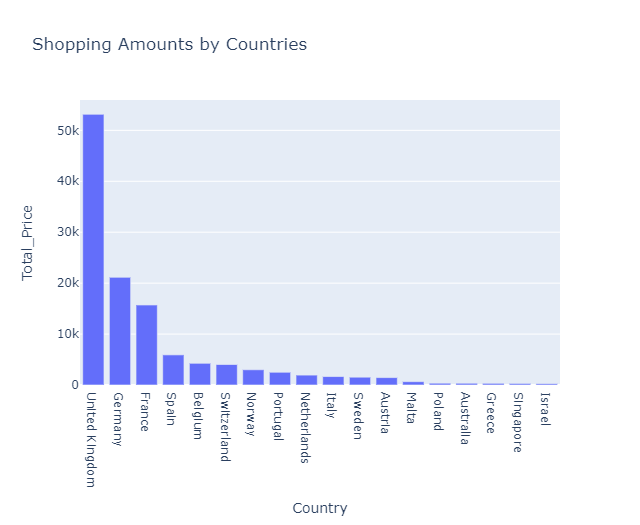 Shopping Amounts by Countries
50k
40k
30k
20k
10k
0
Total_Price
United Kingdom
Germany
France
Spain
Belgium
Switzerland
Norway
Portugal
Netherlands
Italy
Sweden
Austria
Malta
Poland
Australia
Greece
Singapore
Israel
Country